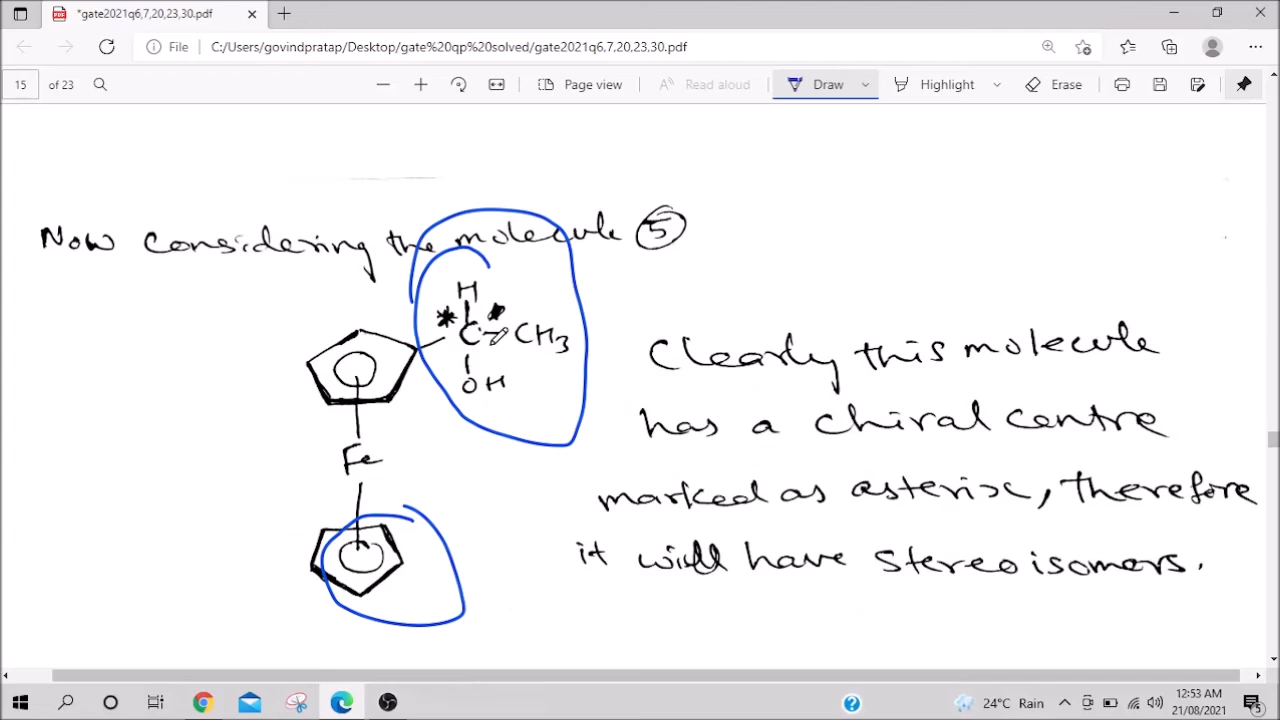 *gate2021q6,7,20,23,30.pdf
File C:/Users/govindpratap/Desktop/gate%20qp%20solved/gate2021q6,7,20,23,30.pdf
15 of 23 Page view Read aloud Draw Highlight Erase
Now considering the molecule 5
H
* C * CH3
OH
Fe
Clearly this molecule
has a chiral centre
marked as asterix, therefore
it will have stereoisomers.
24°C Rain
12:53 AM
21/08/2021
5